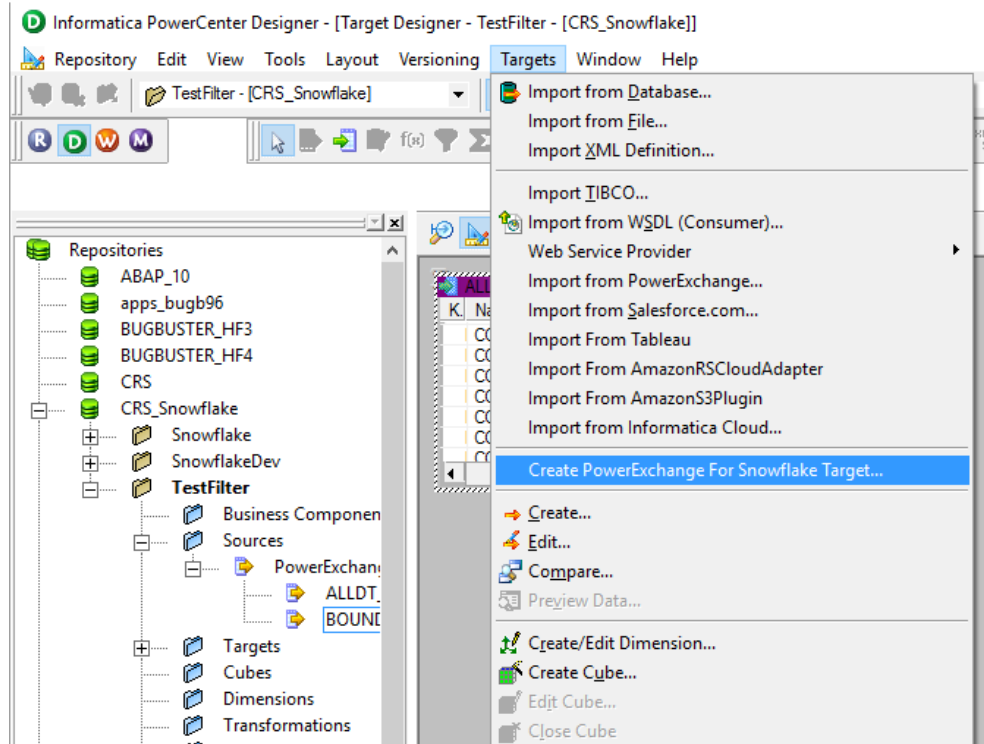 Informatica PowerCenter Designer - [Target Designer - TestFilter - [CRS_Snowflake]]
Repository Edit View Tools Layout Versioning Targets Window Help
TestFilter - [CRS_Snowflake]
R D W M
f(x)
Import from Database...
Import from File...
Import XML Definition...
Import TIBCO...
Import from WSDL (Consumer)...
Web Service Provider
Import from PowerExchange...
Import from Salesforce.com...
Import From Tableau
Import From AmazonRSCloudAdapter
Import From AmazonS3Plugin
Import from Informatica Cloud...
Create PowerExchange For Snowflake Target...
Create...
Edit...
Compare...
Preview Data...
Create/Edit Dimension...
Create Cube...
Edit Cube...
Close Cube
Repositories
ABAP_10
apps_bugb96
BUGBUSTER_HF3
BUGBUSTER_HF4
CRS
CRS_Snowflake
Snowflake
SnowflakeDev
TestFilter
Business Componen
Sources
PowerExchan
ALLDT_
BOUND
Targets
Cubes
Dimensions
Transformations
ALL
K. Na